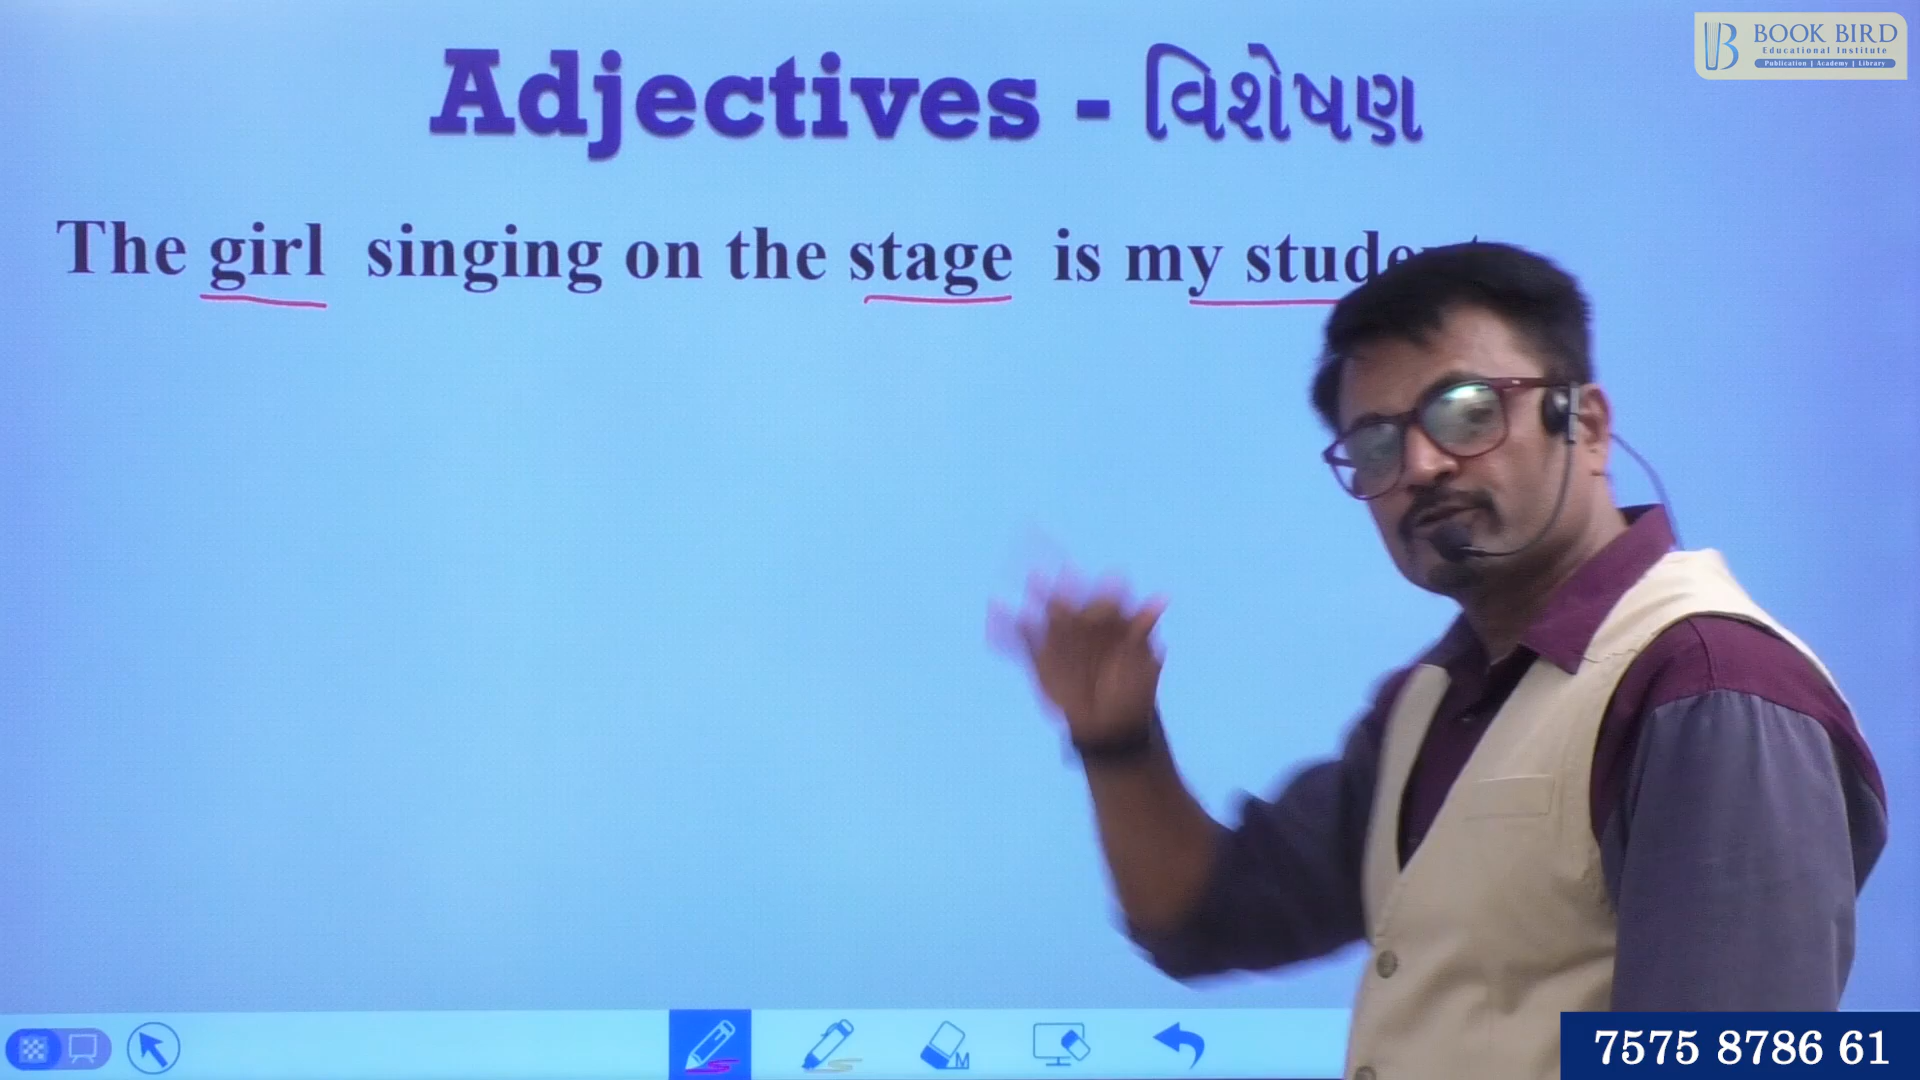 BOOK BIRD
Educational Institute
Publication | Academy | Library
Adjectives - વિશેષણ
The girl singing on the stage is my
7575 8786 61